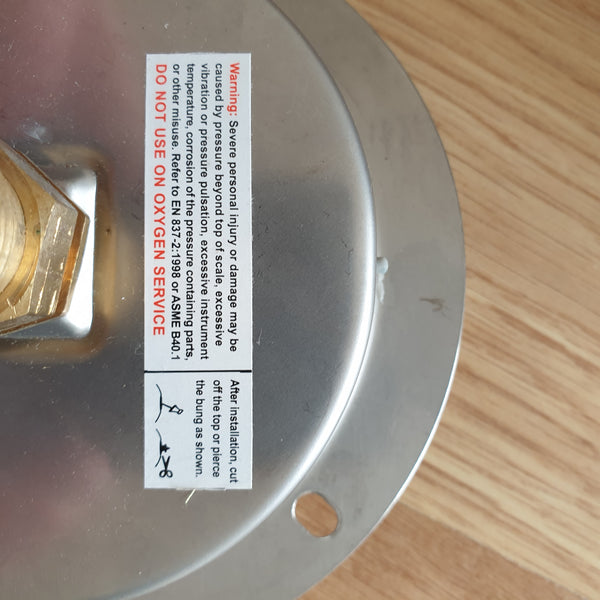 Warning: Severe personal injury or damage may be
caused by pressure beyond top of scale, excessive
vibration or pressure pulsation, excessive instrument
temperature, corrosion of the pressure containing parts,
or other misuse. Refer to EN 837-2:1998 or ASME B40.1
DO NOT USE ON OXYGEN SERVICE
After installation, cut
off the top or pierce
the bung as shown.